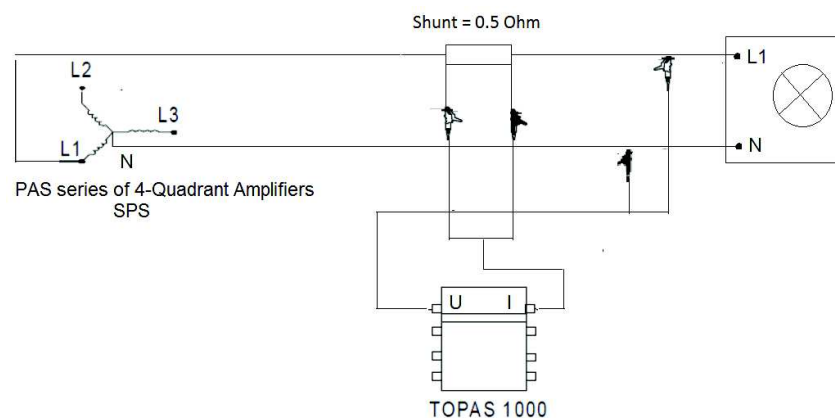 Shunt = 0.5 Ohm
L1
L2
L3
L1
N
N
PAS series of 4-Quadrant Amplifiers
SPS
U I
TOPAS 1000